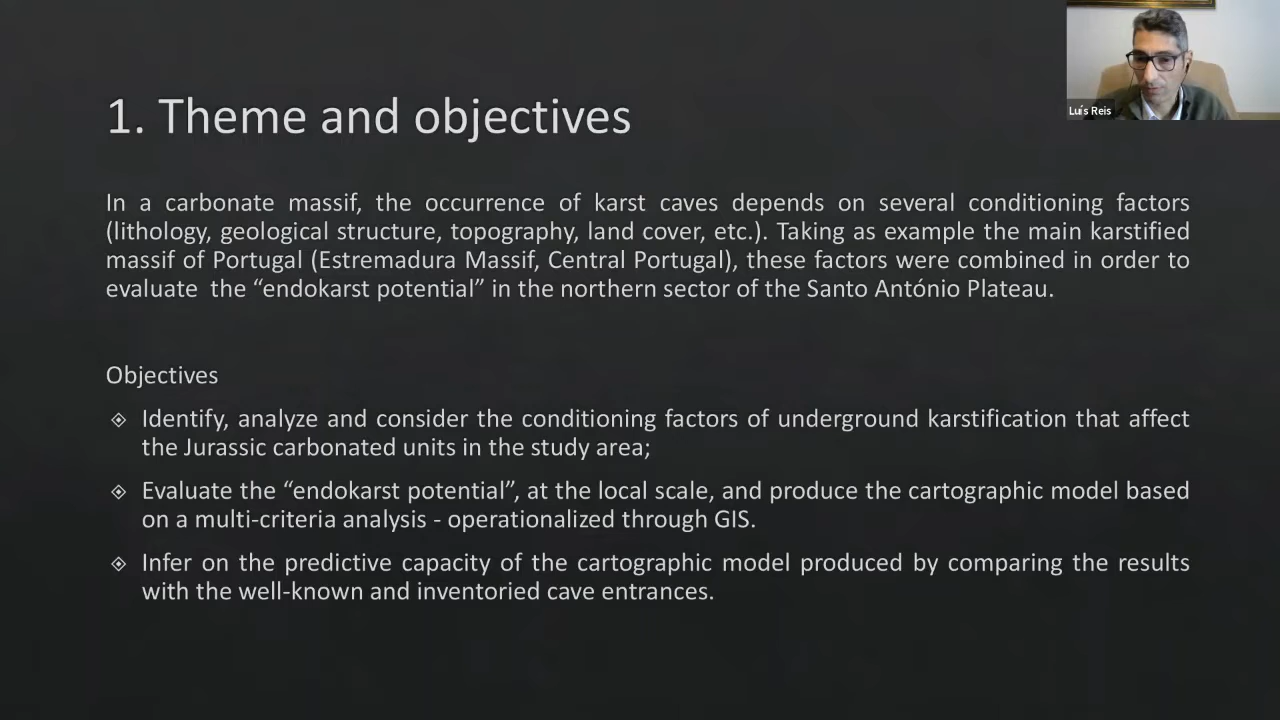 Luís Reis
1. Theme and objectives
In a carbonate massif, the occurrence of karst caves depends on several conditioning factors
(lithology, geological structure, topography, land cover, etc.). Taking as example the main karstified
massif of Portugal (Estremadura Massif, Central Portugal), these factors were combined in order to
evaluate the “endokarst potential” in the northern sector of the Santo António Plateau.
Objectives
Identify, analyze and consider the conditioning factors of underground karstification that affect
the Jurassic carbonated units in the study area;
Evaluate the “endokarst potential”, at the local scale, and produce the cartographic model based
on a multi-criteria analysis - operationalized through GIS.
Infer on the predictive capacity of the cartographic model produced by comparing the results
with the well-known and inventoried cave entrances.